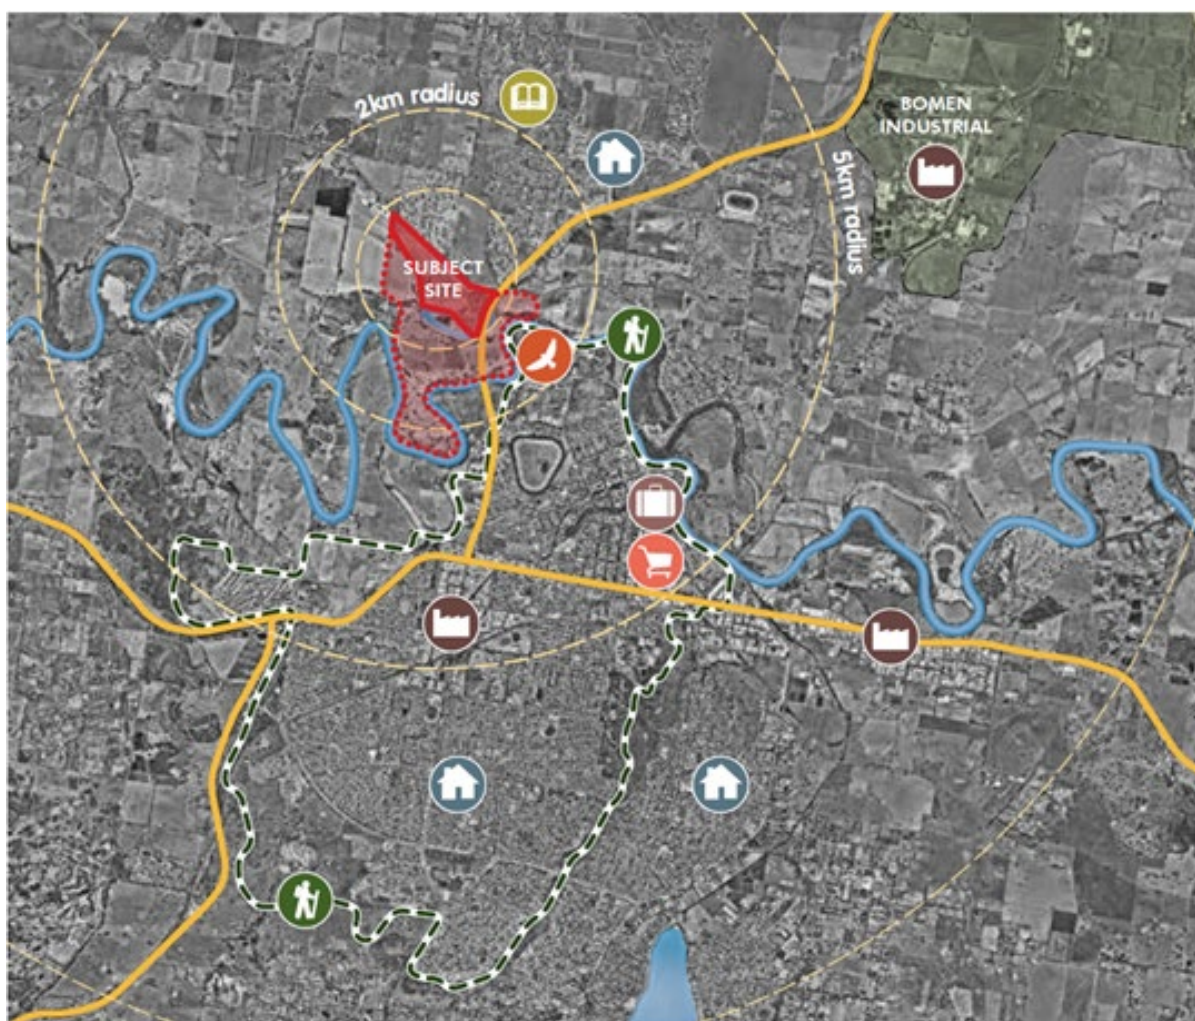 2km radius
BOMEN
INDUSTRIAL
5km radius
SUBJECT
SITE